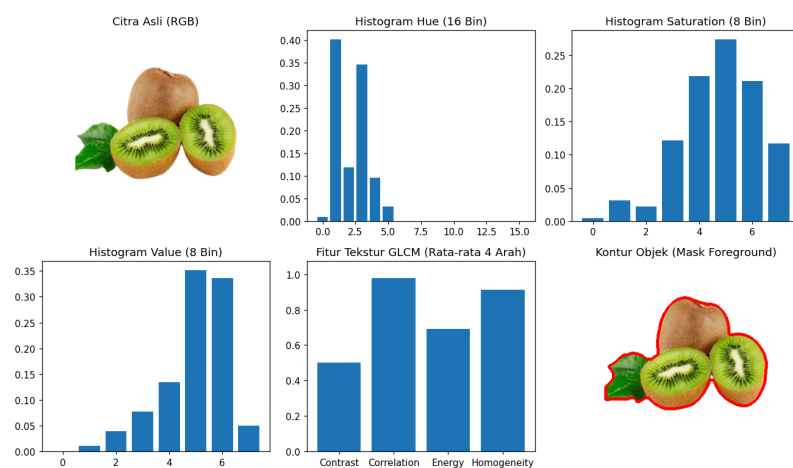 Citra Asli (RGB)
Histogram Hue (16 Bin)
0.40
0.35
0.30
0.25
0.20
0.15
0.10
0.05
0.00
0.0 2.5 5.0 7.5 10.0 12.5 15.0
Histogram Saturation (8 Bin)
0.25
0.20
0.15
0.10
0.05
0.00
0 2 4 6
Histogram Value (8 Bin)
0.35
0.30
0.25
0.20
0.15
0.10
0.05
0.00
0 2 4 6
Fitur Tekstur GLCM (Rata-rata 4 Arah)
1.0
0.8
0.6
0.4
0.2
0.0
Contrast Correlation Energy Homogeneity
Kontur Objek (Mask Foreground)